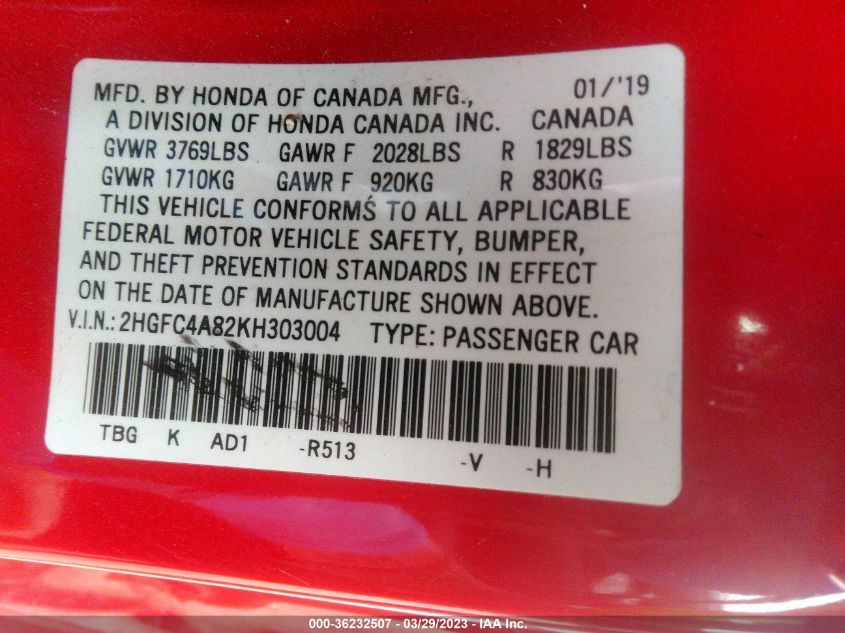 MFD. BY HONDA OF CANADA MFG., 01/'19
A DIVISION OF HONDA CANADA INC. CANADA
GVWR 3769LBS GAWR F 2028LBS R 1829LBS
GVWR 1710KG GAWR F 920KG R 830KG
THIS VEHICLE CONFORMS TO ALL APPLICABLE
FEDERAL MOTOR VEHICLE SAFETY, BUMPER,
AND THEFT PREVENTION STANDARDS IN EFFECT
ON THE DATE OF MANUFACTURE SHOWN ABOVE.
V.I.N.: 2HGFC4A82KH303004 TYPE: PASSENGER CAR
TBG K AD1 -R513 -V -H
000-36232507 - 03/29/2023 - IAA Inc.